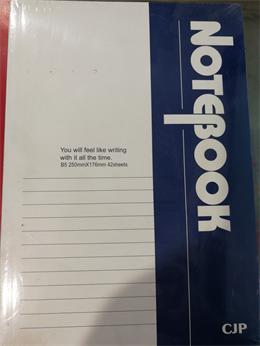 NOTEBOOK
You will feel like writing
with it all the time.
B5 250mmX176mm 42sheets
CJP